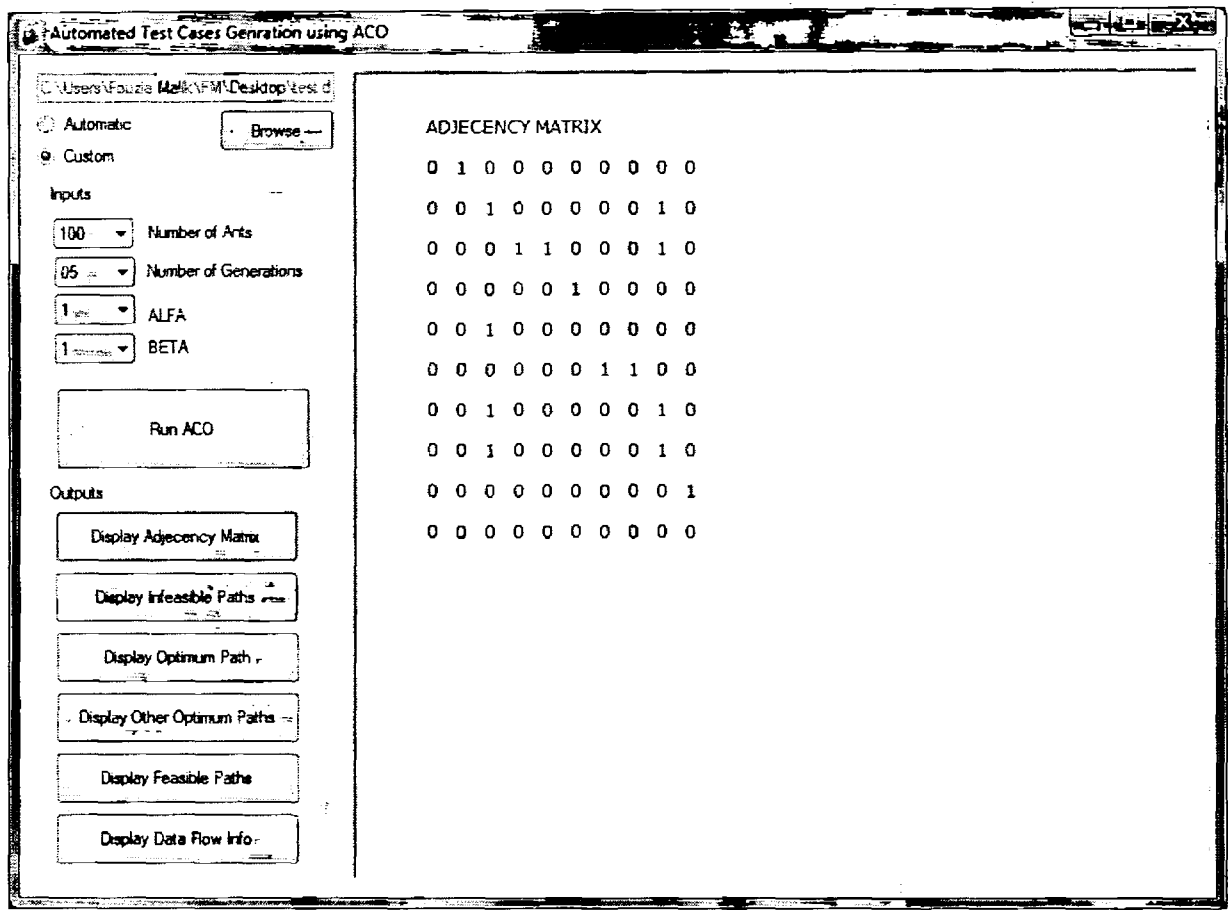 Automated Test Cases Genration using ACO
C:\Users\Fouzia Malik\FM\Desktop\test d
Automatic
Browse
Custom
Inputs
100 Number of Ants
05 Number of Generations
1 ALFA
1 BETA
Run ACO
Outputs
Display Adjecency Matrix
Display Infeasible Paths
Display Optimum Path
Display Other Optimum Paths
Display Feasible Paths
Display Data Flow Info
ADJECENCY MATRIX
0 1 0 0 0 0 0 0 0 0
0 0 1 0 0 0 0 0 1 0
0 0 0 1 1 0 0 0 1 0
0 0 0 0 0 1 0 0 0 0
0 0 1 0 0 0 0 0 0 0
0 0 0 0 0 0 1 1 0 0
0 0 1 0 0 0 0 0 1 0
0 0 1 0 0 0 0 0 1 0
0 0 0 0 0 0 0 0 0 1
0 0 0 0 0 0 0 0 0 0